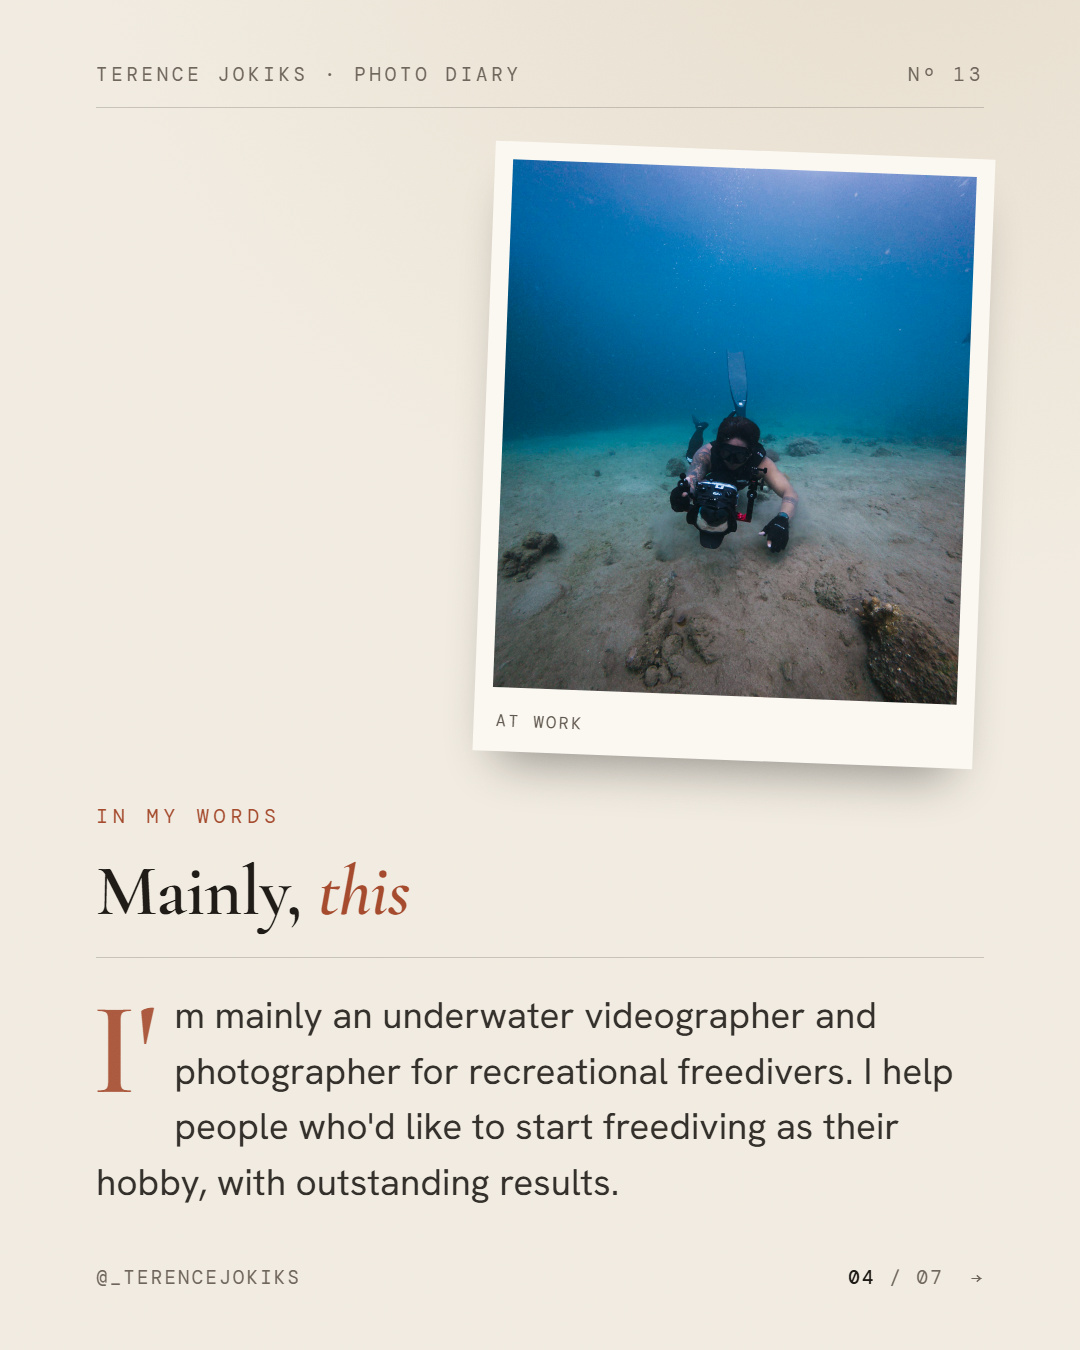 TERENCE JOKIKS · PHOTO DIARY
Nº 13
AT WORK
IN MY WORDS
Mainly, this
I'm mainly an underwater videographer and
photographer for recreational freedivers. I help
people who'd like to start freediving as their
hobby, with outstanding results.
@_TERENCEJOKIKS
04 / 07 →